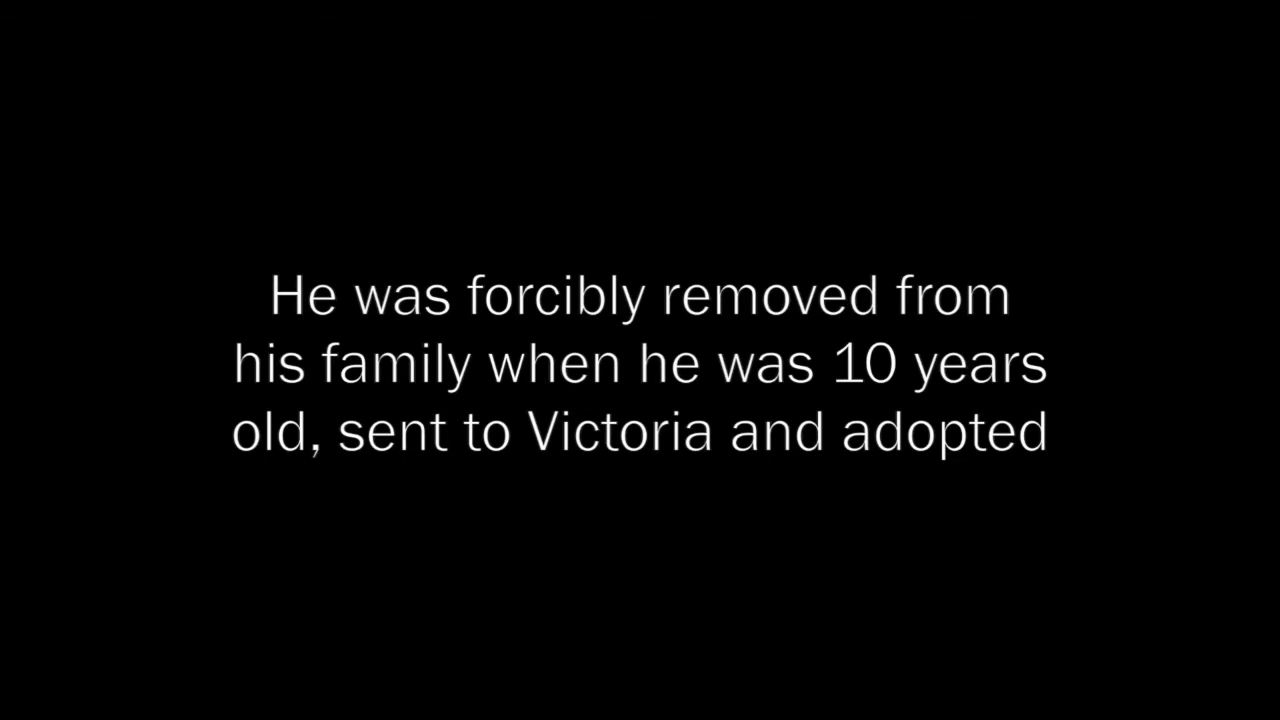 He was forcibly removed from
his family when he was 10 years
old, sent to Victoria and adopted